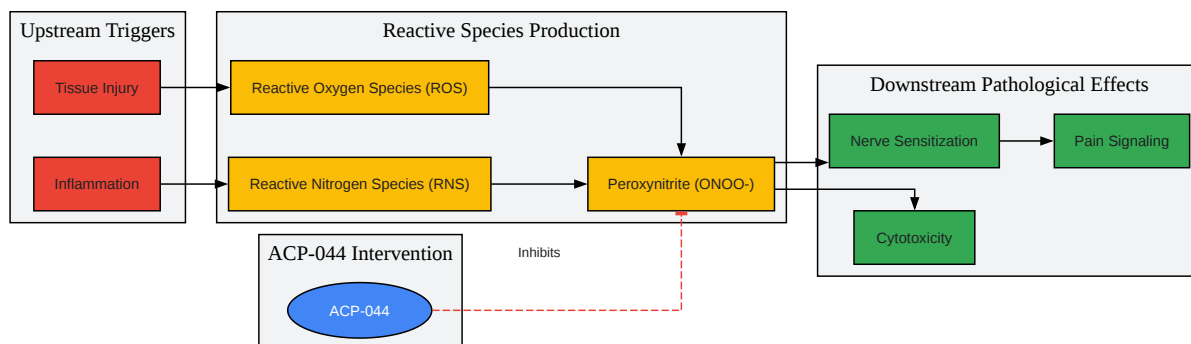 Upstream Triggers
Tissue Injury
Inflammation
Reactive Species Production
Reactive Oxygen Species (ROS)
Reactive Nitrogen Species (RNS)
Peroxynitrite (ONOO-)
Downstream Pathological Effects
Nerve Sensitization
Pain Signaling
Cytotoxicity
Inhibits
ACP-044 Intervention
ACP-044